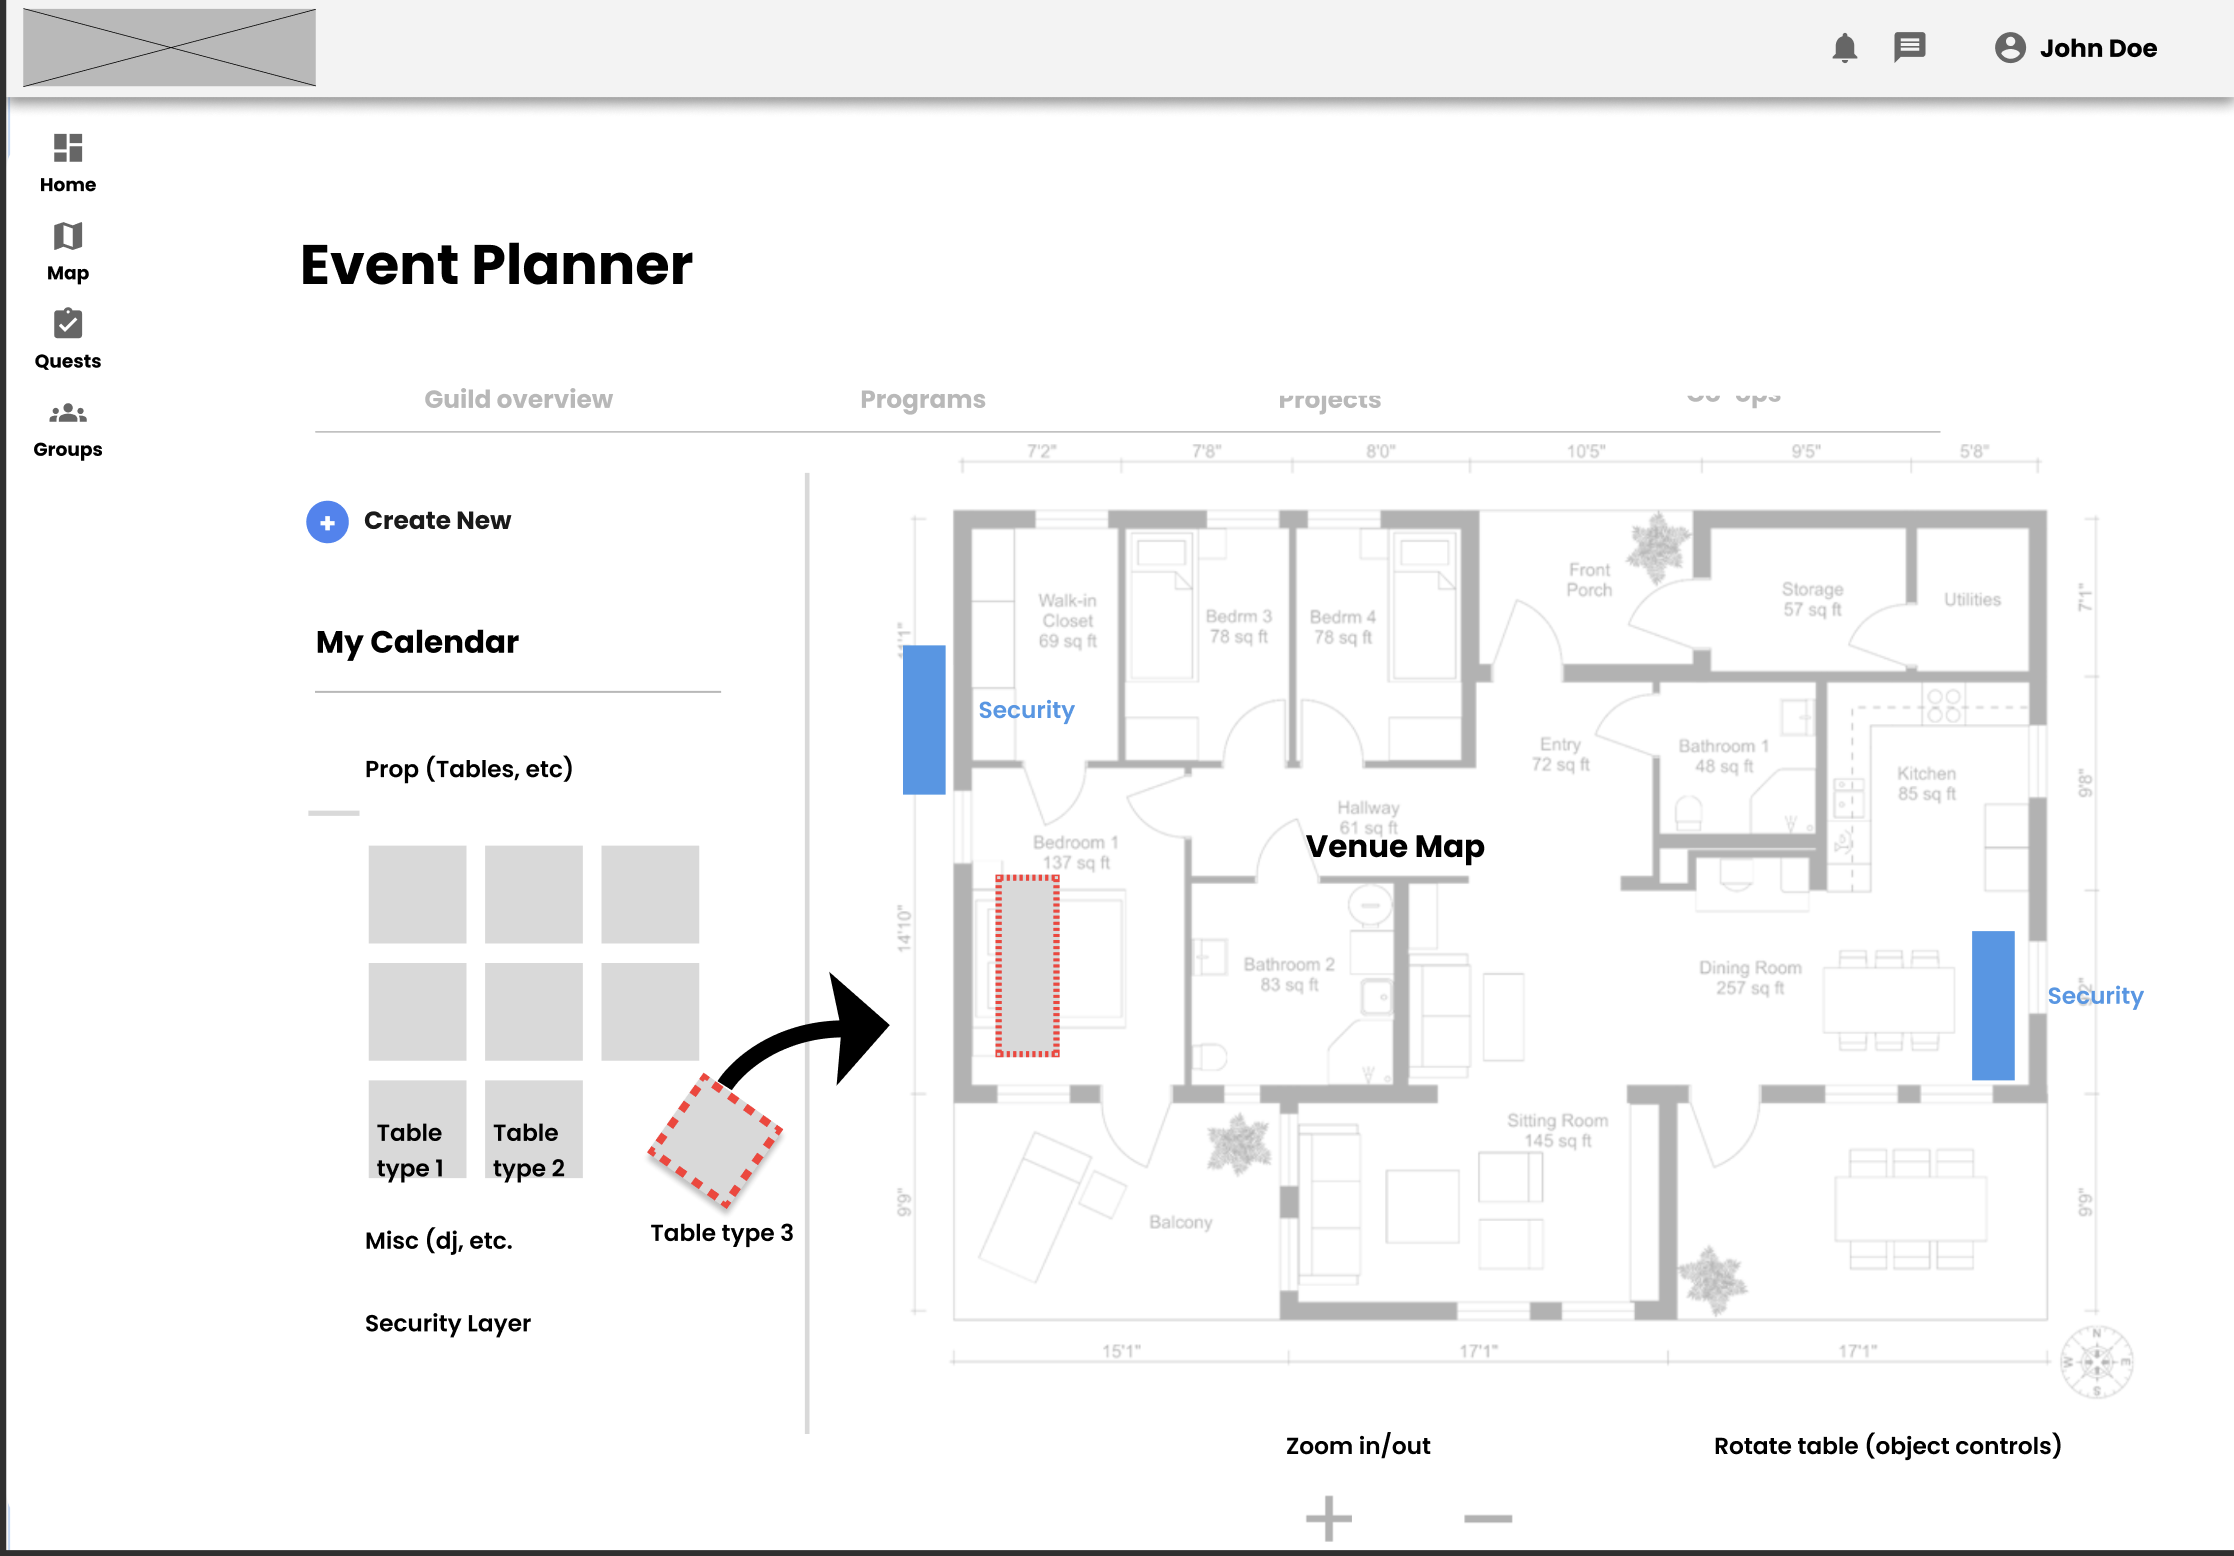 John Doe
Home
Map
Quests
Groups
Event Planner
Guild overview
Programs
Projects
Co-ops
Create New
My Calendar
Prop (Tables, etc)
Table
type 1
Table
type 2
Table type 3
Misc (dj, etc.
Security Layer
7'2"
7'8"
8'0"
10'5"
9'5"
5'8"
Walk-in
Closet
69 sq ft
Bedrm 3
78 sq ft
Bedrm 4
78 sq ft
Front
Porch
Storage
57 sq ft
Utilities
7'1"
Security
Entry
72 sq ft
Bathroom 1
48 sq ft
Kitchen
85 sq ft
9'8"
Hallway
61 sq ft
Venue Map
Bedroom 1
137 sq ft
14'10"
Bathroom 2
83 sq ft
Dining Room
257 sq ft
Security
Sitting Room
145 sq ft
Balcony
9'9"
9'9"
15'1"
17'1"
17'1"
N
W
E
S
Zoom in/out
Rotate table (object controls)